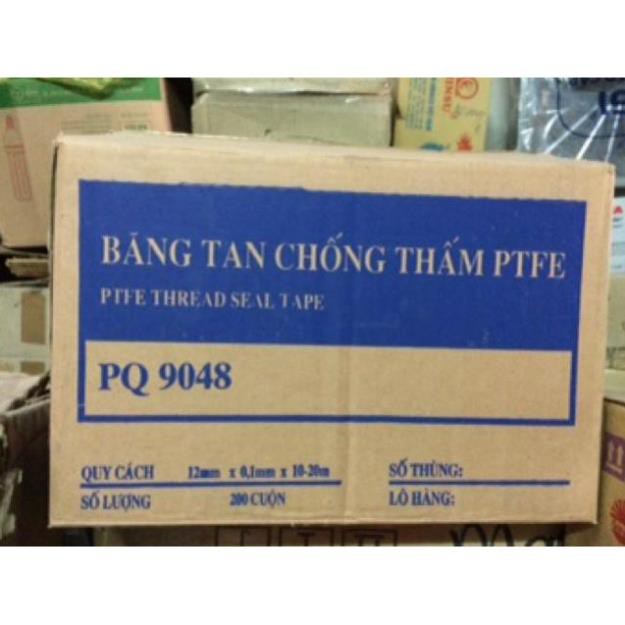 BĂNG TAN CHỐNG THẤM PTFE
PTFE THREAD SEAL TAPE
PQ 9048
QUY CÁCH 12mm x 0,1mm x 10-20m SỐ THÙNG:
SỐ LƯỢNG 200 CUỘN LÔ HÀNG: